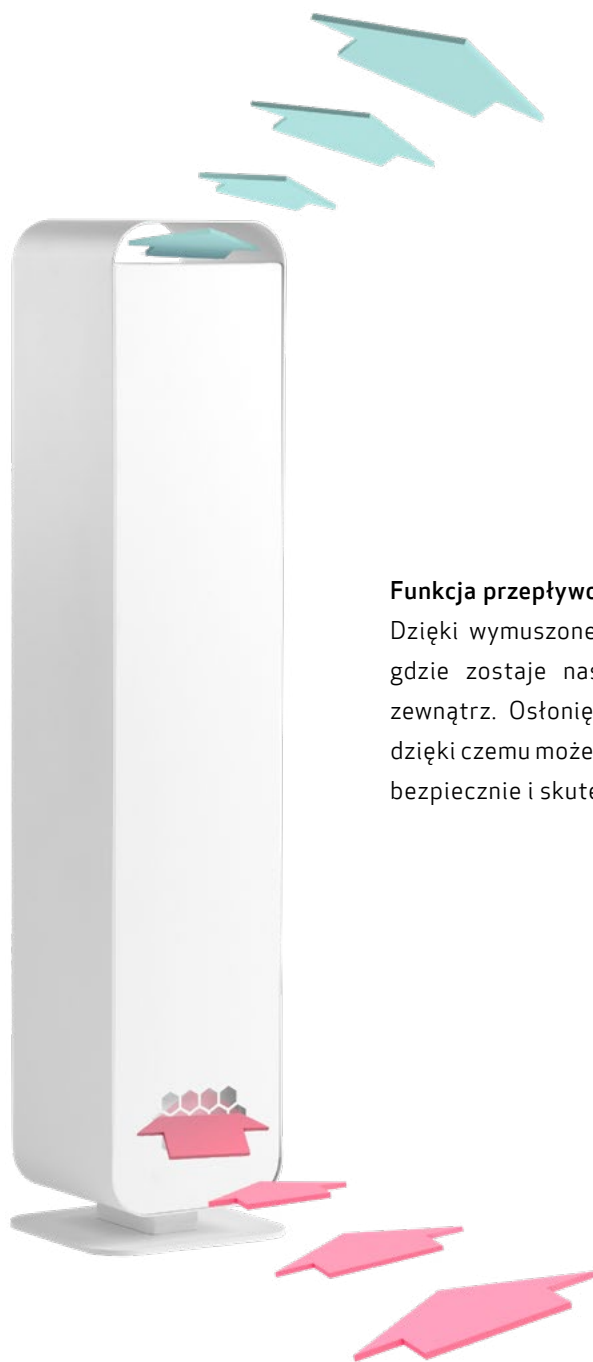 Funkcja przepływo
Dzięki wymuszone
gdzie zostaje nas
zewnątrz. Osłonię
dzięki czemu może
bezpiecznie i skute